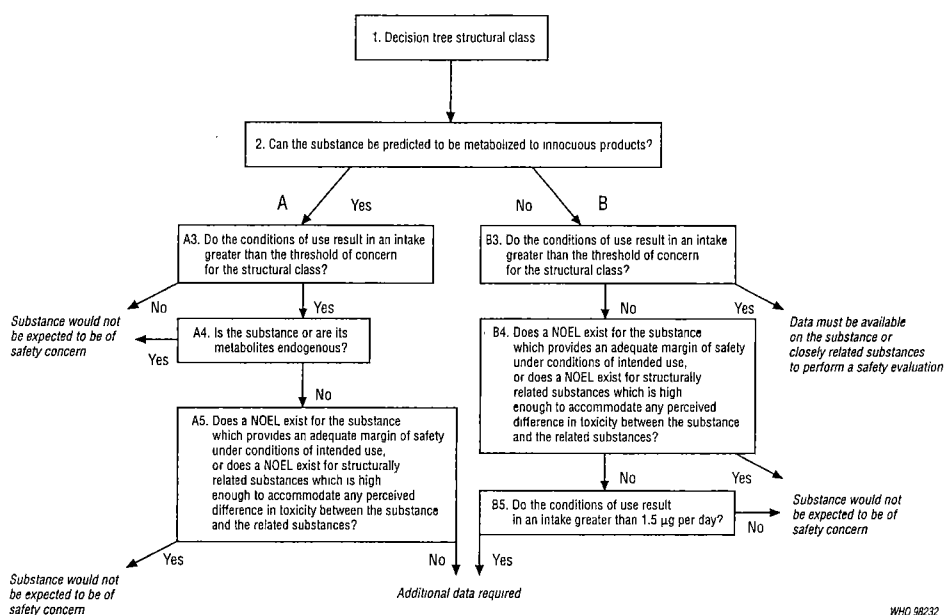 1. Decision tree structural class
2. Can the substance be predicted to be metabolized to innocuous products?
A
Yes
No
B
A3. Do the conditions of use result in an intake
greater than the threshold of concern
for the structural class?
B3. Do the conditions of use result in an intake
greater than the threshold of concern
for the structural class?
No
Yes
No
Yes
Substance would not
be expected to be of
safety concern
A4. Is the substance or are its
metabolites endogenous?
Yes
No
B4. Does a NOEL exist for the substance
which provides an adequate margin of safety
under conditions of intended use,
or does a NOEL exist for structurally
related substances which is high
enough to accommodate any perceived
difference in toxicity between the substance
and the related substances?
Data must be available
on the substance or
closely related substances
to perform a safety evaluation
A5. Does a NOEL exist for the substance
which provides an adequate margin of safety
under conditions of intended use,
or does a NOEL exist for structurally
related substances which is high
enough to accommodate any perceived
difference in toxicity between the substance
and the related substances?
No
Yes
B5. Do the conditions of use result
in an intake greater than 1.5 µg per day?
No
Substance would not
be expected to be of
safety concern
Yes
No
Yes
Substance would not
be expected to be of
safety concern
Additional data required
WHO 98232